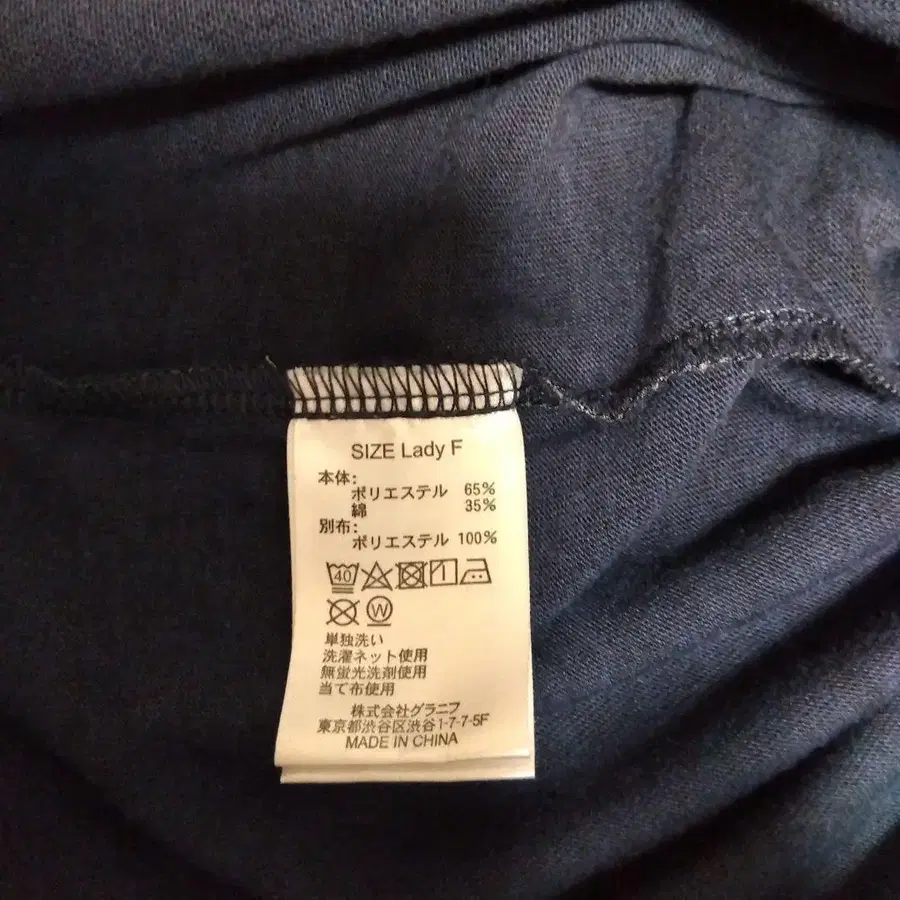 SIZE Lady F
本体:
ポリエステル 65%
綿 35%
別布:
ポリエステル 100%
40
W
単独洗い
洗濯ネット使用
無蛍光洗剤使用
当て布使用
株式会社グラニフ
東京都渋谷区渋谷1-7-7-5F
MADE IN CHINA